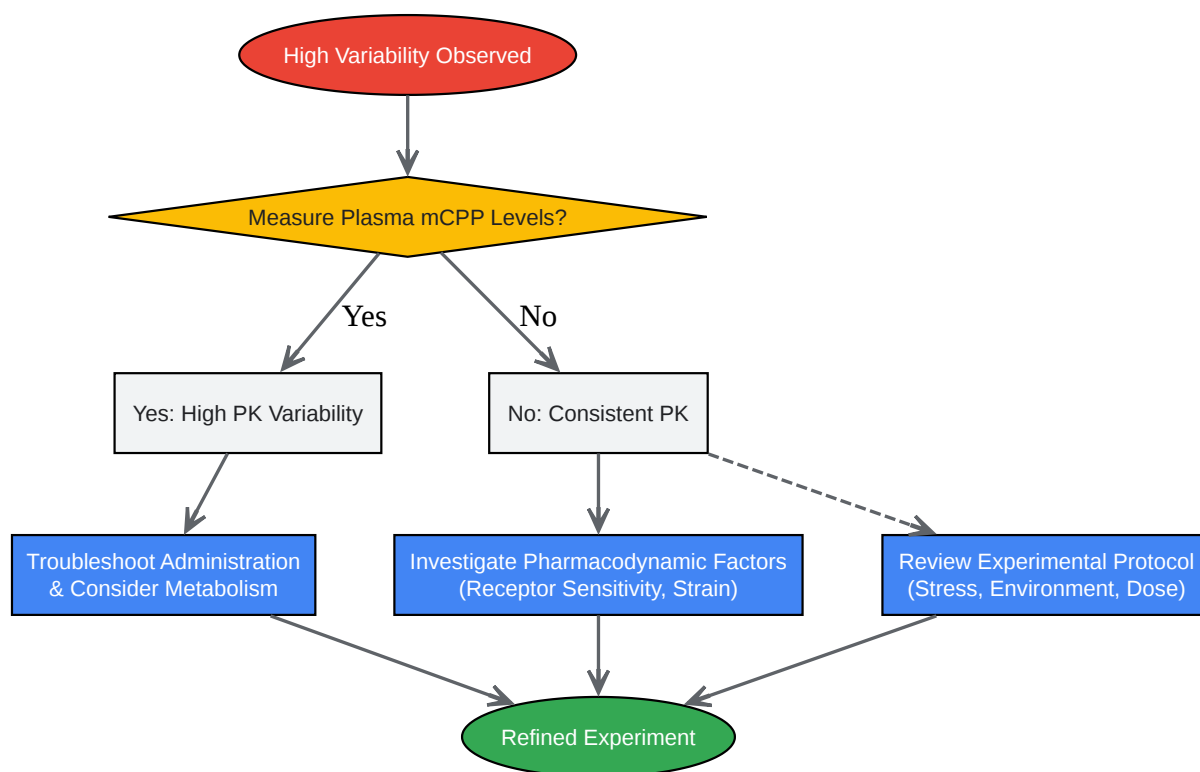 High Variability Observed
Measure Plasma mCPP Levels?
Yes
No
Yes: High PK Variability
No: Consistent PK
Troubleshoot Administration
& Consider Metabolism
Investigate Pharmacodynamic Factors
(Receptor Sensitivity, Strain)
Review Experimental Protocol
(Stress, Environment, Dose)
Refined Experiment